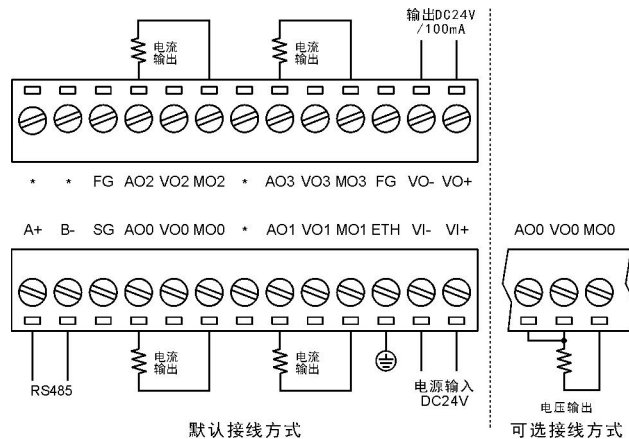 输出DC24V
/100mA
电流
输出
电流
输出
* * FG AO2 VO2 MO2 * AO3 VO3 MO3 FG VO- VO+
A+ B- SG AO0 VO0 MO0 * AO1 VO1 MO1 ETH VI- VI+
AO0 VO0 MO0
RS485
电流
输出
电流
输出
电源输入
DC24V
电压输出
默认接线方式
可选接线方式